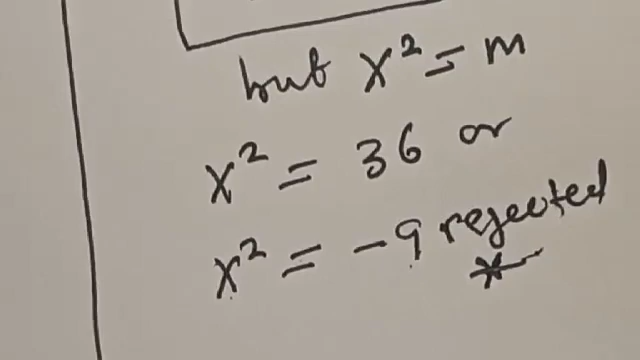 but x² = m
x² = 36 or
x² = -9 rejected
*